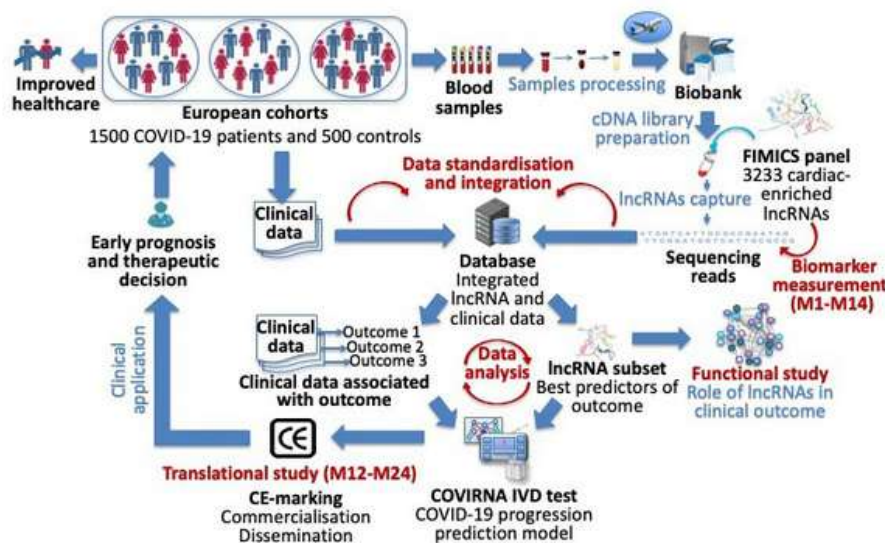 Improved
healthcare
European cohorts
1500 COVID-19 patients and 500 controls
Blood
samples
Samples processing
Biobank
cDNA library
preparation
FIMICS panel
3233 cardiac-
enriched
lncRNAs
lncRNAs capture
Data standardisation
and integration
Clinical
data
Early prognosis
and therapeutic
decision
Database
Integrated
lncRNA and
clinical data
Sequencing
reads
Biomarker
measurement
(M1-M14)
Clinical
data
Outcome 1
Outcome 2
Outcome 3
Clinical data associated
with outcome
Data
analysis
lncRNA subset
Best predictors of
outcome
Functional study
Role of lncRNAs in
clinical outcome
Clinical
application
CE
Translational study (M12-M24)
CE-marking
Commercialisation
Dissemination
COVIRNA IVD test
COVID-19 progression
prediction model